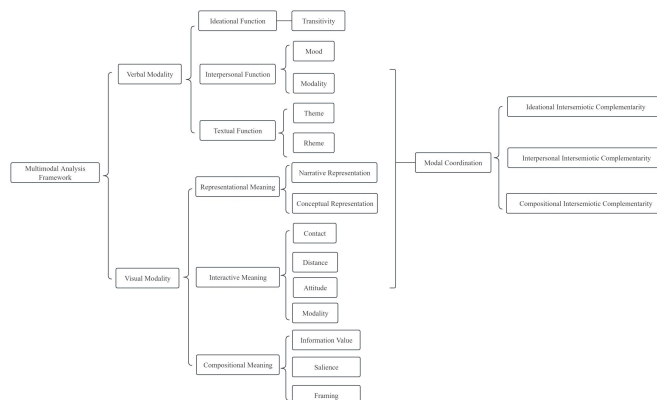 Ideational Function
Transitivity
Mood
Verbal Modality
Interpersonal Function
Modality
Ideational Intersemiotic Complementarity
Theme
Textual Function
Rheme
Multimodal Analysis
Framework
Modal Coordination
Interpersonal Intersemiotic Complementarity
Narrative Representation
Representational Meaning
Conceptual Representation
Compositional Intersemiotic Complementarity
Contact
Distance
Visual Modality
Interactive Meaning
Attitude
Modality
Information Value
Compositional Meaning
Salience
Framing